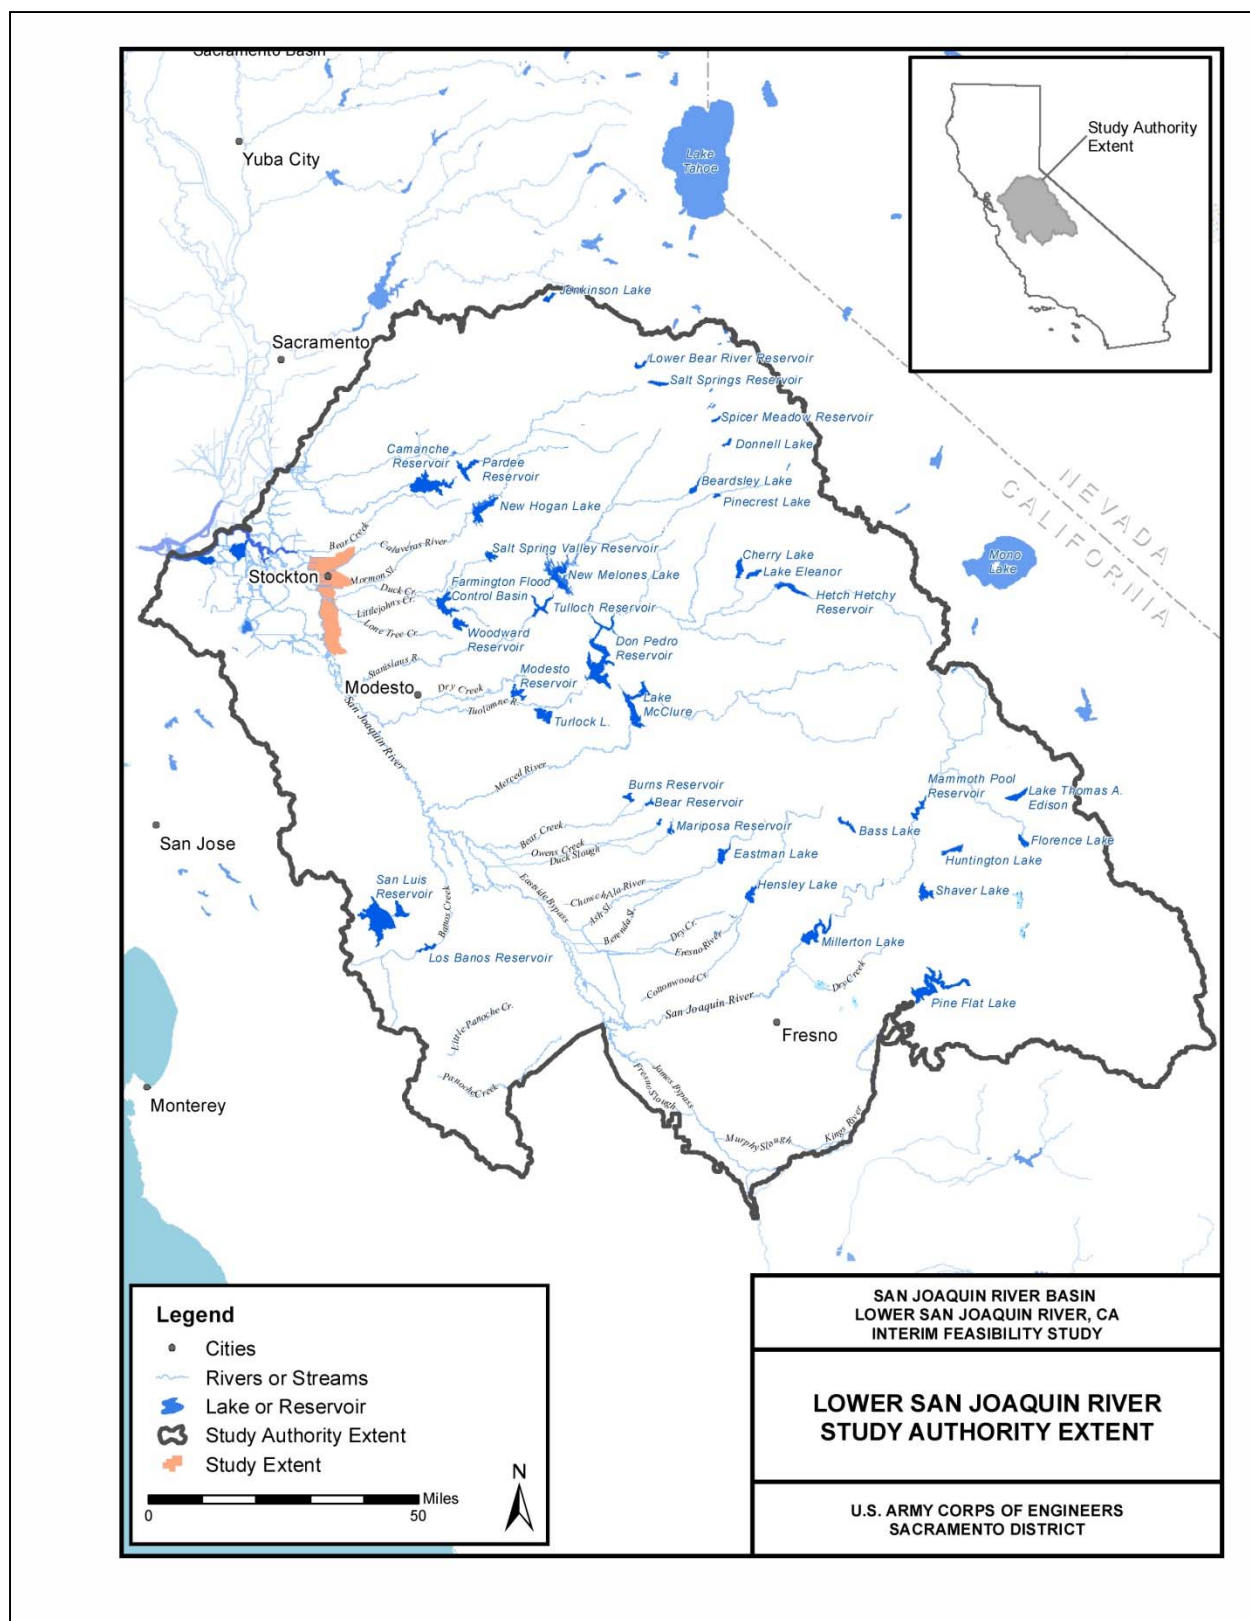 Sacramento Basin
Yuba City
Lake
Tahoe
Study Authority
Extent
Jenkinson Lake
Sacramento
Lower Bear River Reservoir
Salt Springs Reservoir
Spicer Meadow Reservoir
Donnell Lake
Camanche
Reservoir
Pardee
Reservoir
Beardsley Lake
Pinecrest Lake
New Hogan Lake
NEVADA
CALIFORNIA
Bear Creek
Calaveras River
Salt Spring Valley Reservoir
Mono
Lake
Cherry Lake
Lake Eleanor
Hetch Hetchy
Reservoir
Stockton
Mormon Sl.
Duck Cr.
Littlejohn's Cr.
Lone Tree Cr.
Farmington Flood
Control Basin
New Melones Lake
Tulloch Reservoir
Woodward
Reservoir
Don Pedro
Reservoir
Stanislaus R.
Modesto
Dry Creek
Modesto
Reservoir
Tuolomne R.
Turlock L.
Lake
McClure
San Joaquin River
Merced River
Burns Reservoir
Bear Reservoir
Mariposa Reservoir
Mammoth Pool
Reservoir
Lake Thomas A.
Edison
San Jose
Bear Creek
Owens Creek
Duck Slough
Bass Lake
Florence Lake
Huntington Lake
Eastman Lake
Hensley Lake
Shaver Lake
San Luis
Reservoir
Banos Creek
Eastside Bypass
Chowch Ala River
Ash Sl.
Berenda Sl.
Dry Cr.
Fresno River
Los Banos Reservoir
Millerton Lake
Cottonwood Cr.
San Joaquin River
Dry Creek
Pine Flat Lake
Little Panoche Cr.
Fresno
Panoche Creek
Monterey
James Bypass
Fresno Slough
Murphy Slough
Kings River
Legend
Cities
Rivers or Streams
Lake or Reservoir
Study Authority Extent
Study Extent
Miles
0 50
N
SAN JOAQUIN RIVER BASIN
LOWER SAN JOAQUIN RIVER, CA
INTERIM FEASIBILITY STUDY
LOWER SAN JOAQUIN RIVER
STUDY AUTHORITY EXTENT
U.S. ARMY CORPS OF ENGINEERS
SACRAMENTO DISTRICT